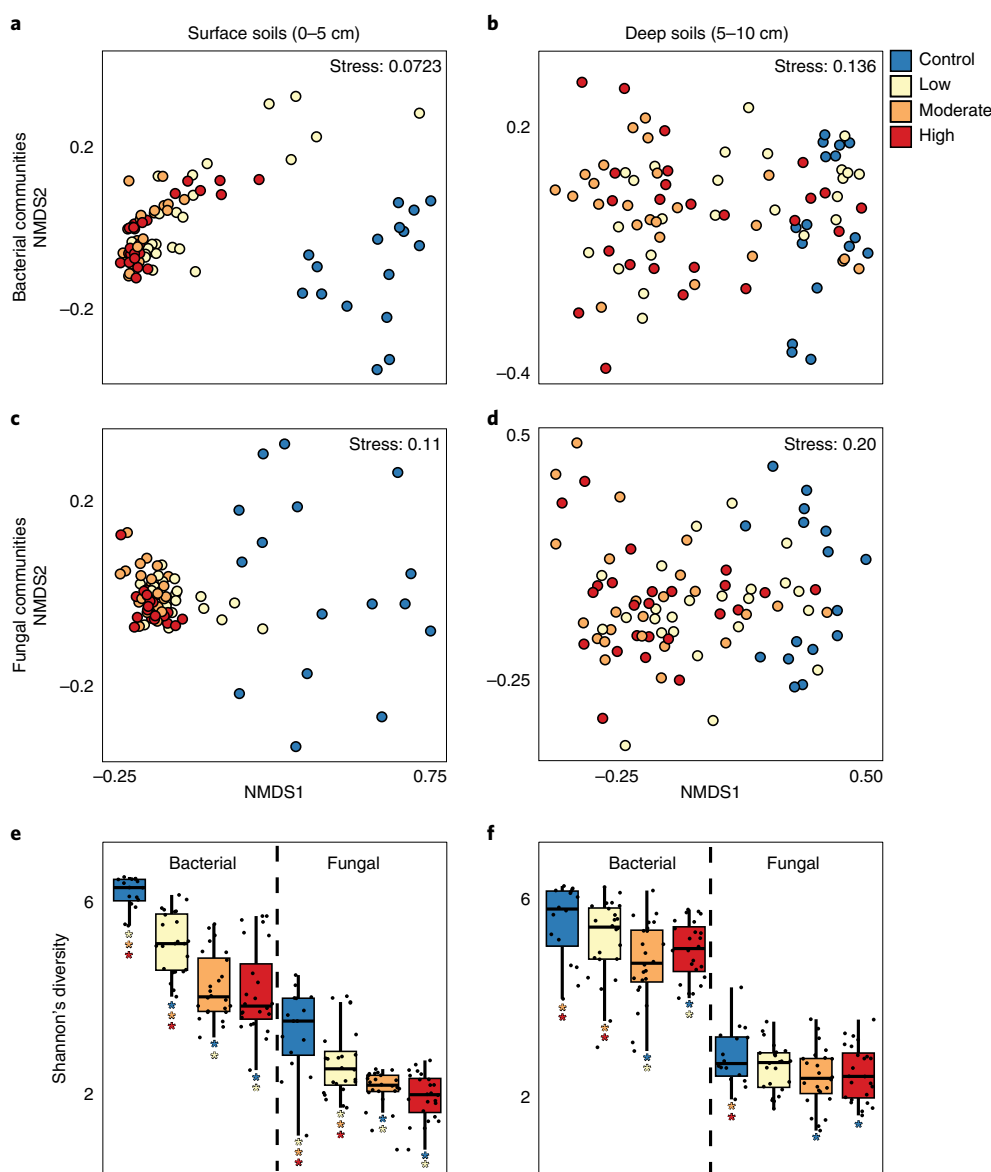 a
Surface soils (0–5 cm)
b
Deep soils (5–10 cm)
Stress: 0.0723
Stress: 0.136
Control
Low
Moderate
High
Bacterial communities
NMDS2
0.2
−0.2
0.2
−0.4
c
d
Stress: 0.11
Stress: 0.20
Fungal communities
NMDS2
0.2
−0.2
0.5
−0.25
−0.25
0.75
NMDS1
−0.25
0.50
NMDS1
e
f
Bacterial
Fungal
Bacterial
Fungal
Shannon's diversity
6
2
6
2